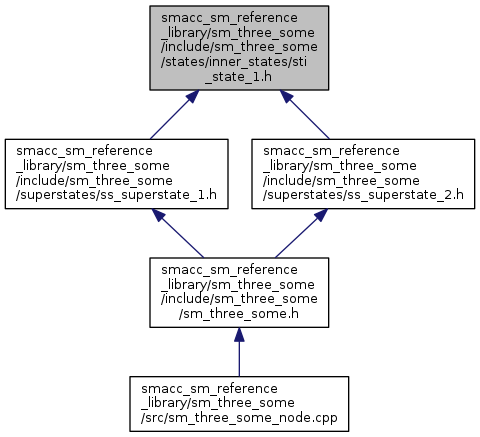 smacc_sm_reference
_library/sm_three_some
/include/sm_three_some
/states/inner_states/sti
_state_1.h
smacc_sm_reference
_library/sm_three_some
/include/sm_three_some
/superstates/ss_superstate_1.h
smacc_sm_reference
_library/sm_three_some
/include/sm_three_some
/superstates/ss_superstate_2.h
smacc_sm_reference
_library/sm_three_some
/include/sm_three_some
/sm_three_some.h
smacc_sm_reference
_library/sm_three_some
/src/sm_three_some_node.cpp